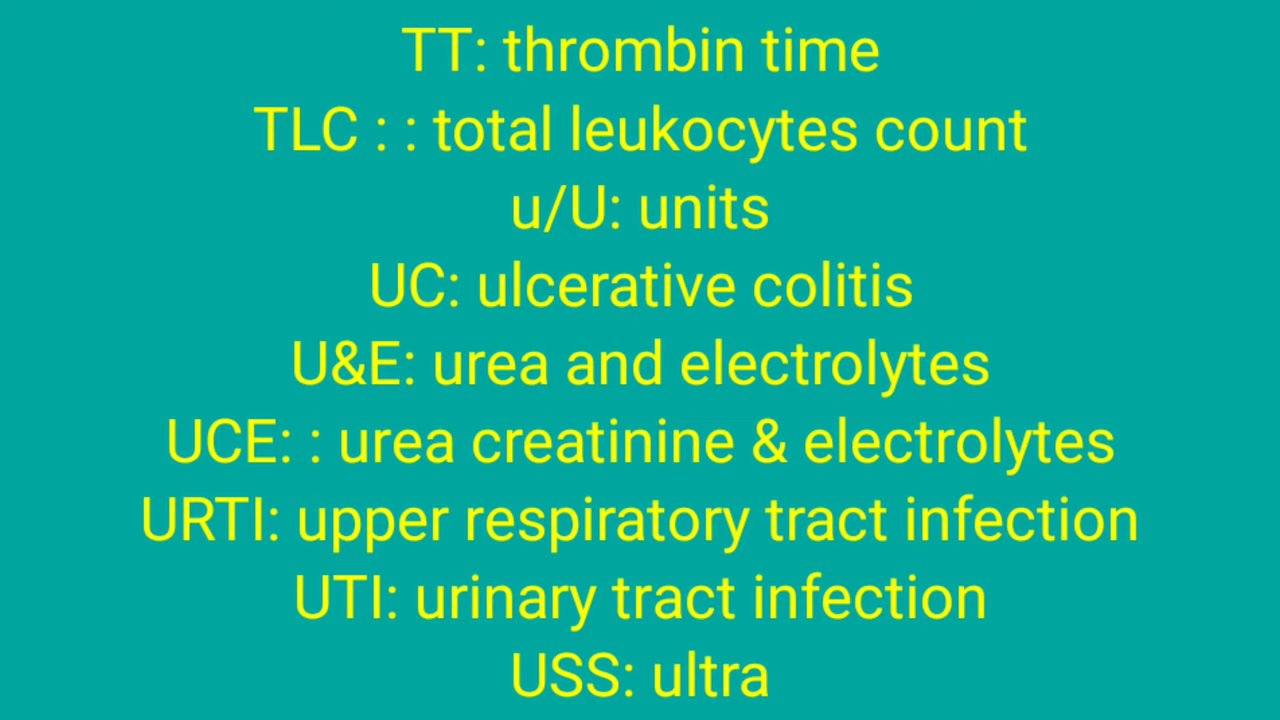 TT: thrombin time
TLC : : total leukocytes count
u/U: units
UC: ulcerative colitis
U&E: urea and electrolytes
UCE: : urea creatinine & electrolytes
URTI: upper respiratory tract infection
UTI: urinary tract infection
USS: ultra